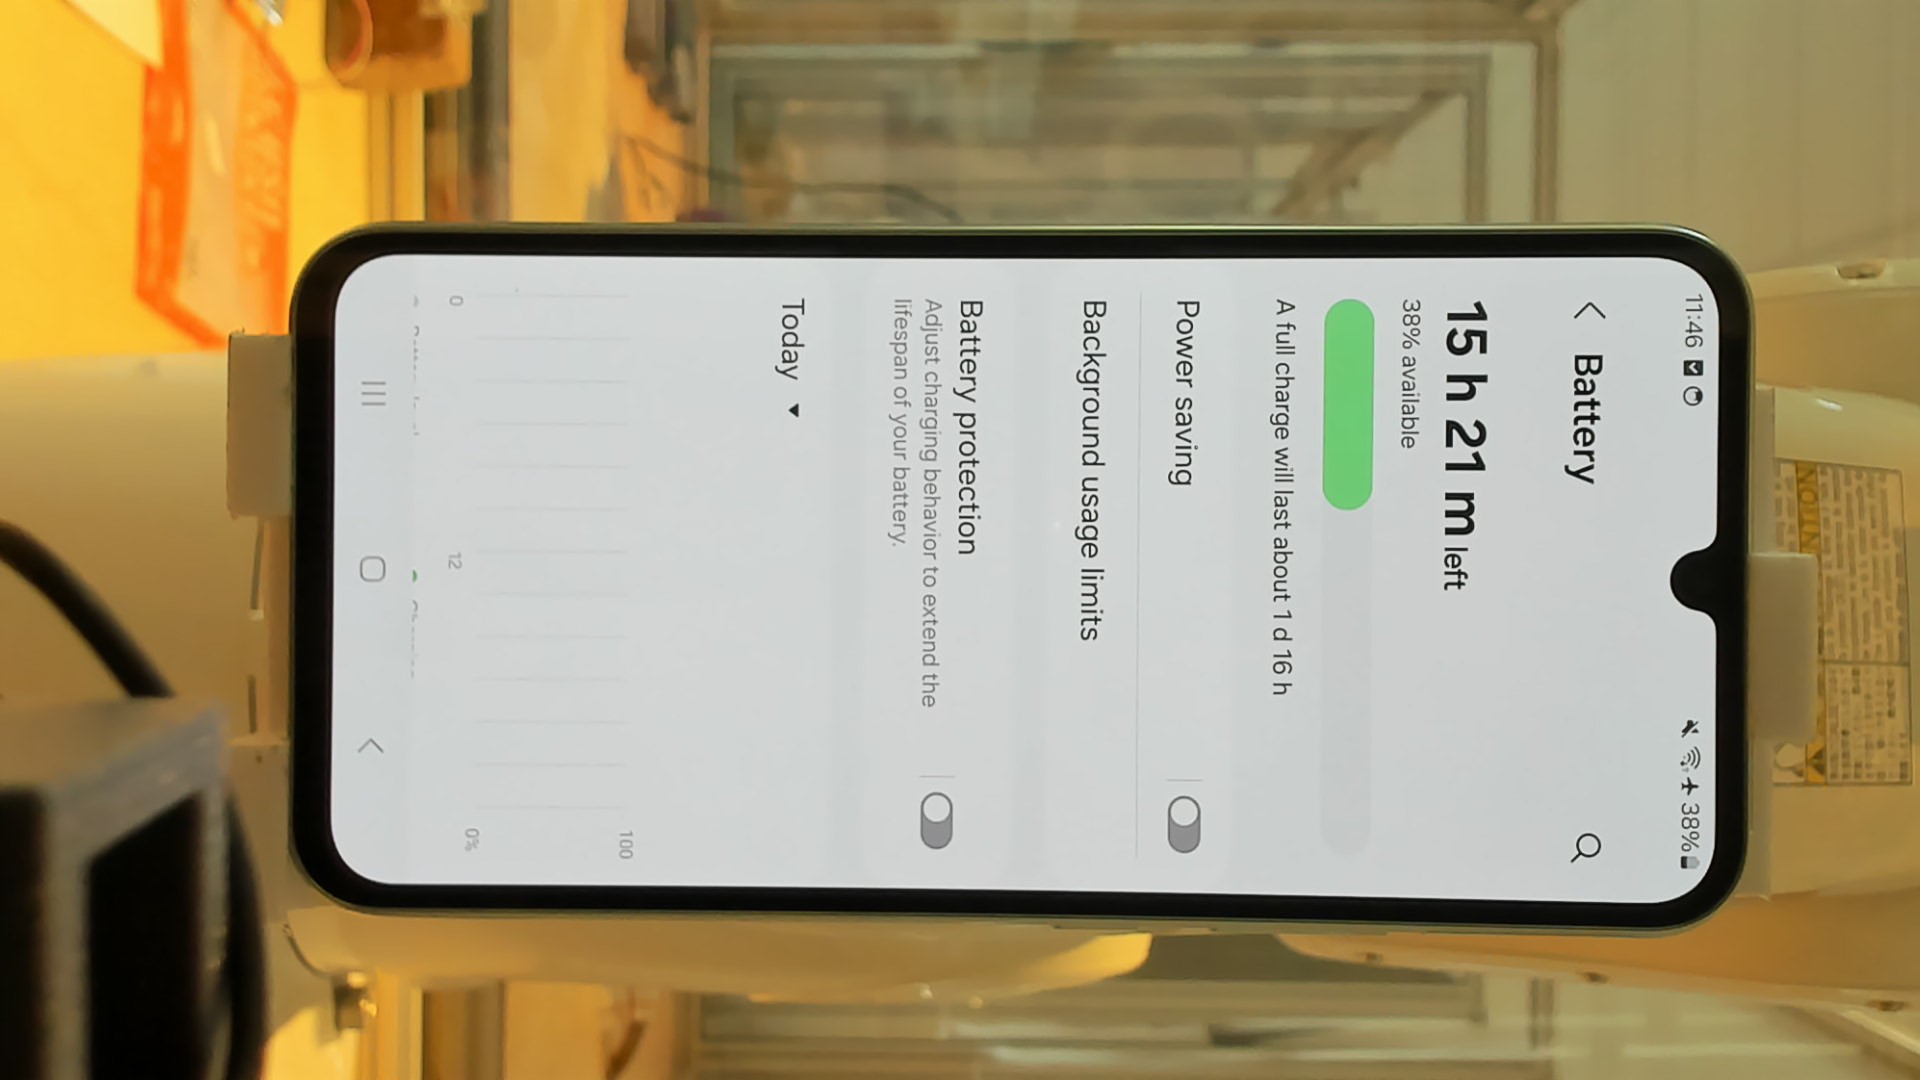 11:46 38%
Battery
15 h 21 m left
38% available
A full charge will last about 1 d 16 h
Power saving
Background usage limits
Battery protection
Adjust charging behavior to extend the
lifespan of your battery.
Today
100
0%
0 12
NOTIN